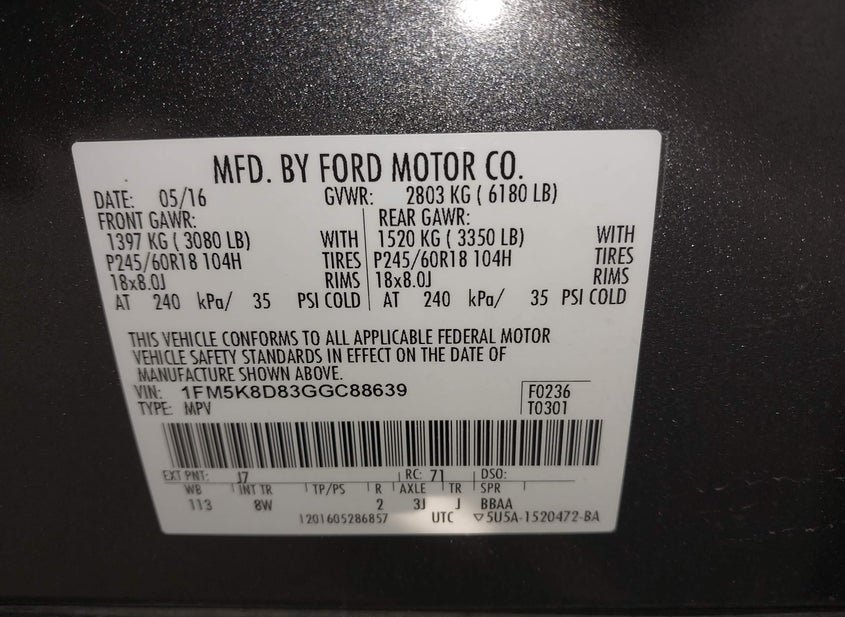 MFD. BY FORD MOTOR CO.
DATE: 05/16 GVWR: 2803 KG ( 6180 LB)
FRONT GAWR: REAR GAWR:
1397 KG ( 3080 LB) WITH 1520 KG ( 3350 LB) WITH
P245/60R18 104H TIRES P245/60R18 104H TIRES
18x8.0J RIMS 18x8.0J RIMS
AT 240 kPa/ 35 PSI COLD AT 240 kPa/ 35 PSI COLD
THIS VEHICLE CONFORMS TO ALL APPLICABLE FEDERAL MOTOR
VEHICLE SAFETY STANDARDS IN EFFECT ON THE DATE OF
MANUFACTURE SHOWN ABOVE.
VIN: 1FM5K8D83GGC88639 F0236
TYPE: MPV T0301
EXT PNT: J7 RC: 71 DSO:
WB INT TR TP/PS R AXLE TR SPR
113 8W 2 3J J BBAA
1201605286857 UTC ▽5U5A-1520472-BA